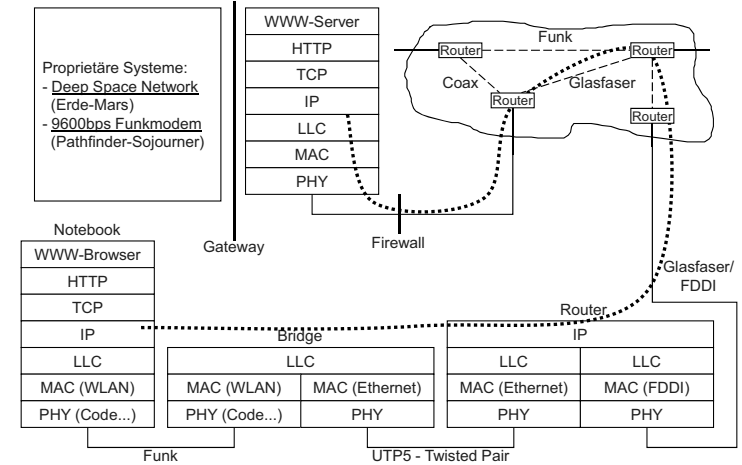 Proprietäre Systeme:
- Deep Space Network
(Erde-Mars)
- 9600bps Funkmodem
(Pathfinder-Sojourner)
Gateway
WWW-Server
HTTP
TCP
IP
LLC
MAC
PHY
Firewall
Router
Funk
Router
Coax
Glasfaser
Router
Router
Glasfaser/
FDDI
Notebook
WWW-Browser
HTTP
TCP
IP
LLC
MAC (WLAN)
PHY (Code...)
Funk
Bridge
LLC
MAC (WLAN)
MAC (Ethernet)
PHY (Code...)
PHY
UTP5 - Twisted Pair
Router
IP
LLC
LLC
MAC (Ethernet)
MAC (FDDI)
PHY
PHY